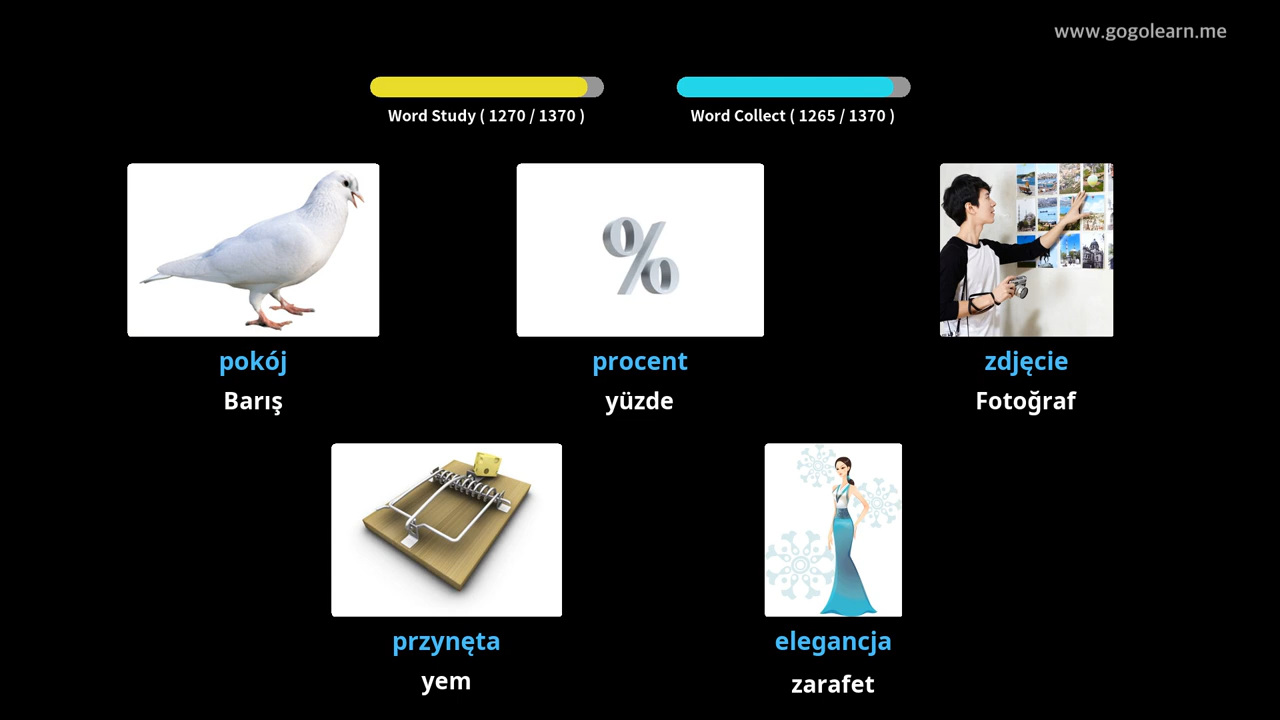 www.gogolearn.me
Word Study ( 1270 / 1370 )
Word Collect ( 1265 / 1370 )
pokój
procent
zdjęcie
Barış
yüzde
Fotoğraf
przynęta
elegancja
yem
zarafet